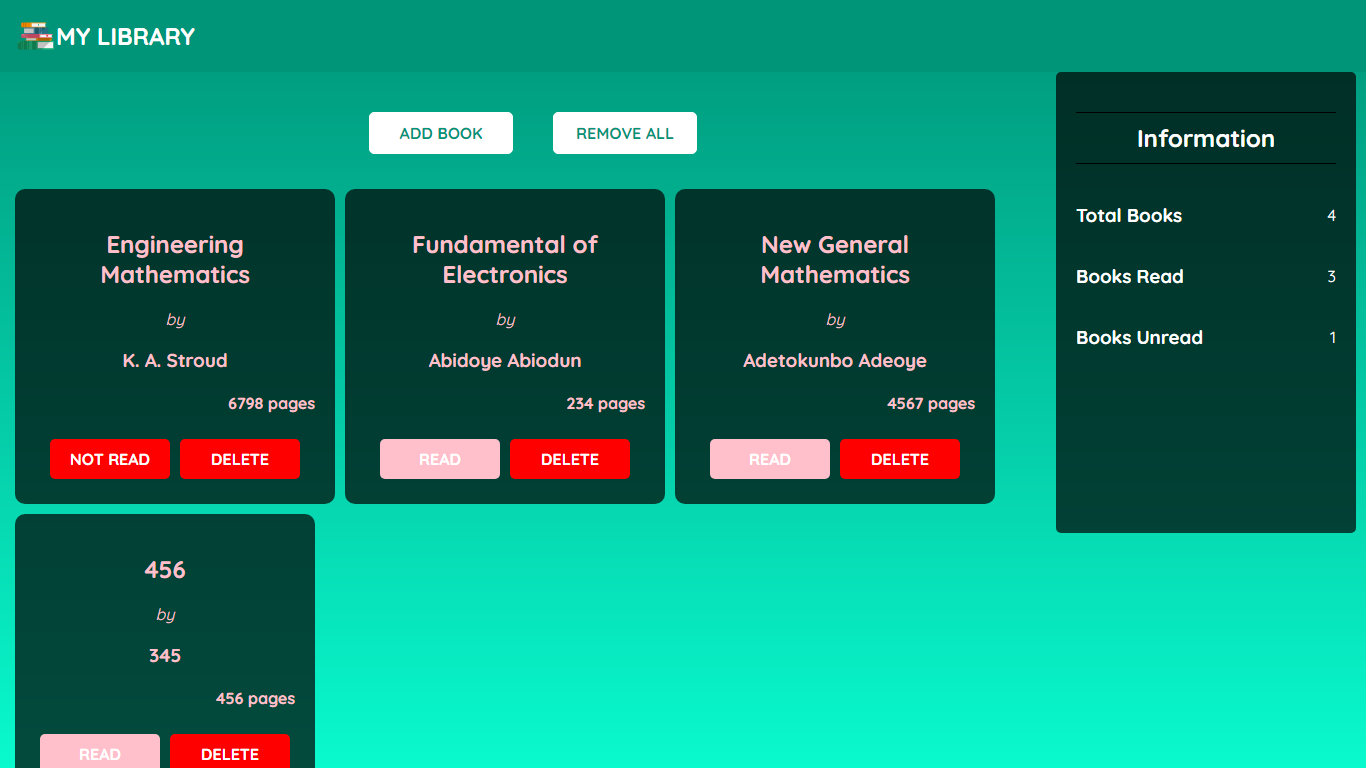 MY LIBRARY
ADD BOOK
REMOVE ALL
Engineering
Mathematics
by
K. A. Stroud
6798 pages
NOT READ
DELETE
Fundamental of
Electronics
by
Abidoye Abiodun
234 pages
READ
DELETE
New General
Mathematics
by
Adetokunbo Adeoye
4567 pages
READ
DELETE
456
by
345
456 pages
READ
DELETE
Information
Total Books 4
Books Read 3
Books Unread 1